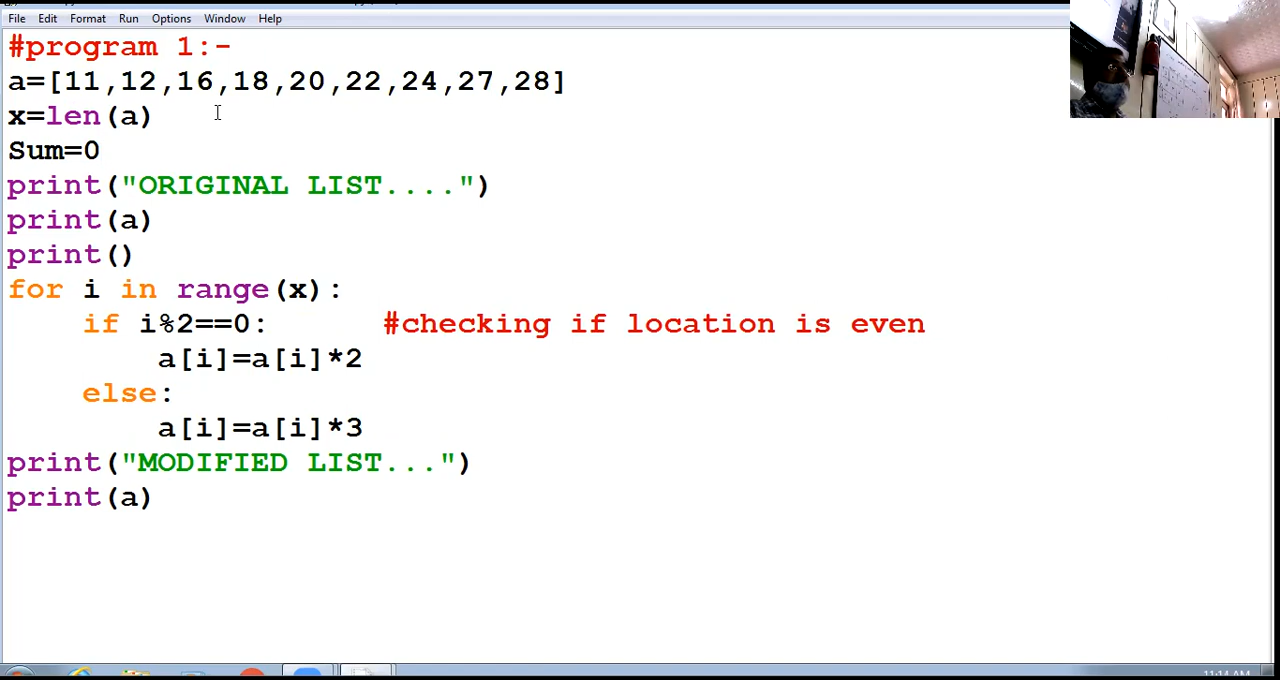 File Edit Format Run Options Window Help
#program 1:-
a=[11,12,16,18,20,22,24,27,28]
x=len(a)
Sum=0
print("ORIGINAL LIST....")
print(a)
print()
for i in range(x):
    if i%2==0:      #checking if location is even
        a[i]=a[i]*2
    else:
        a[i]=a[i]*3
print("MODIFIED LIST...")
print(a)